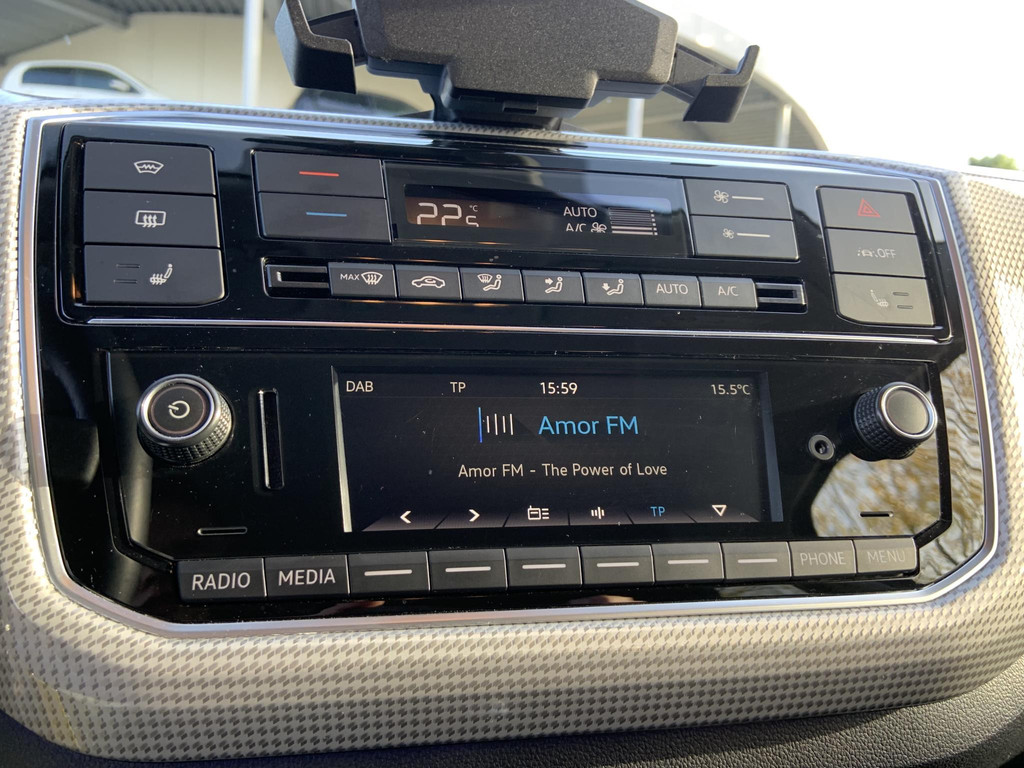 22.5 °C
AUTO
A/C
MAX
AUTO
A/C
OFF
DAB TP 15:59 15.5°C
Amor FM
Amor FM - The Power of Love
TP
RADIO MEDIA PHONE MENU